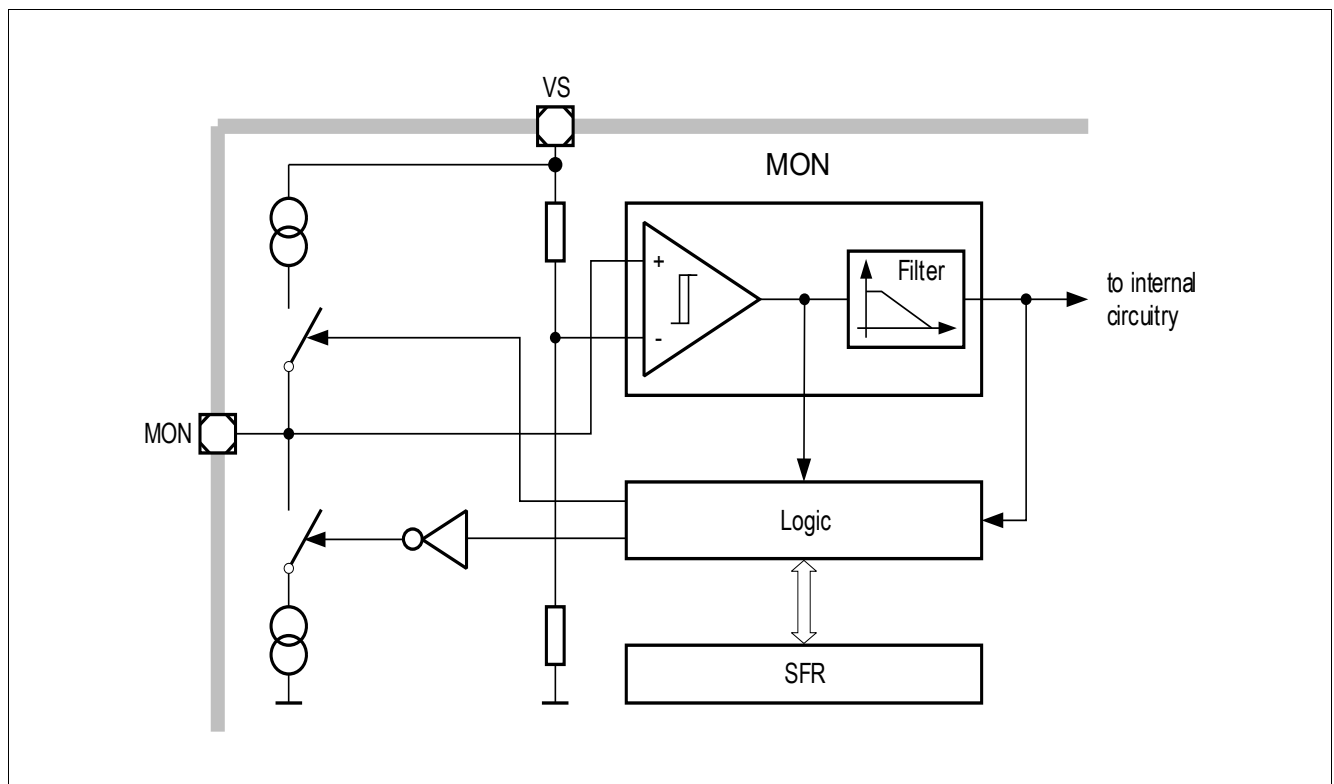 VS
MON
+
Filter
-
to internal
circuitry
MON
Logic
SFR